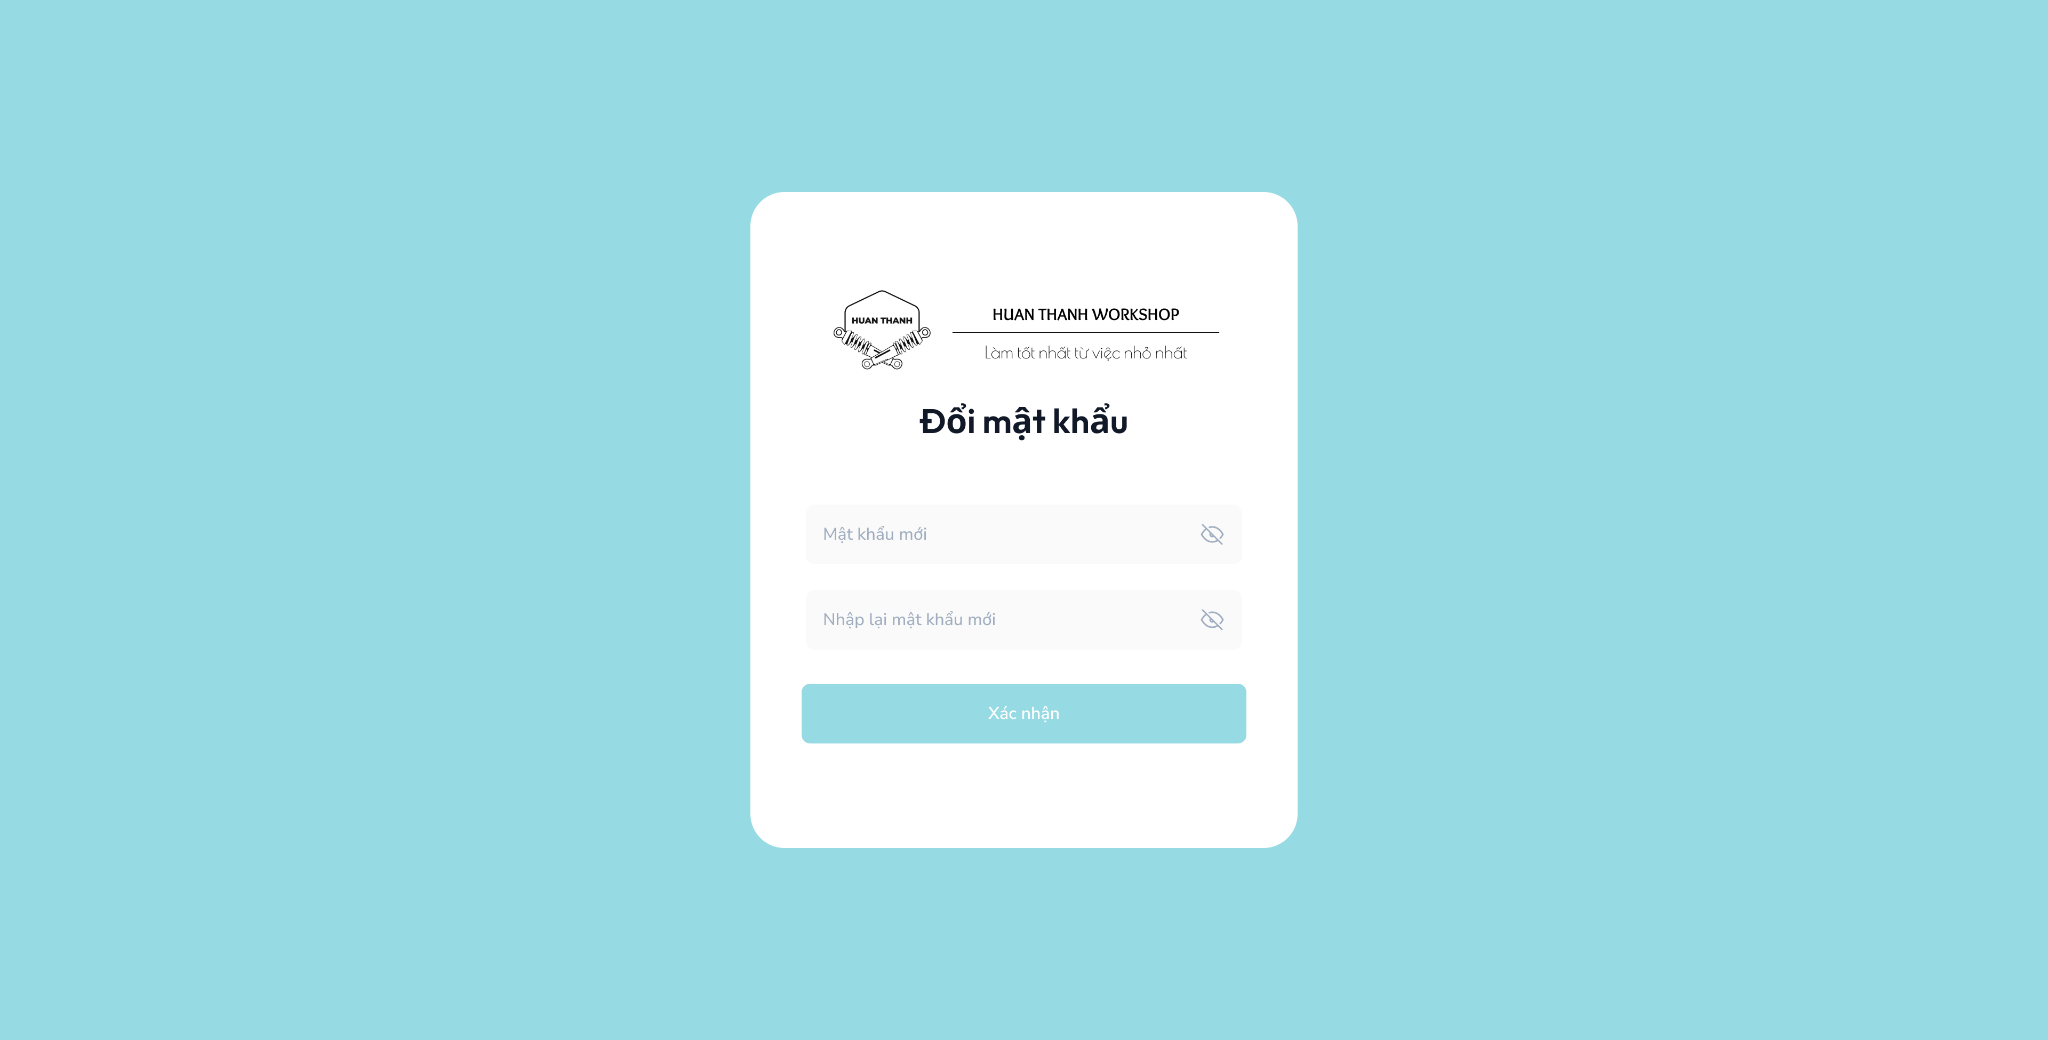 HUAN THANH
HUAN THANH WORKSHOP
Làm tốt nhất từ việc nhỏ nhất
Đổi mật khẩu
Mật khẩu mới
Nhập lại mật khẩu mới
Xác nhận